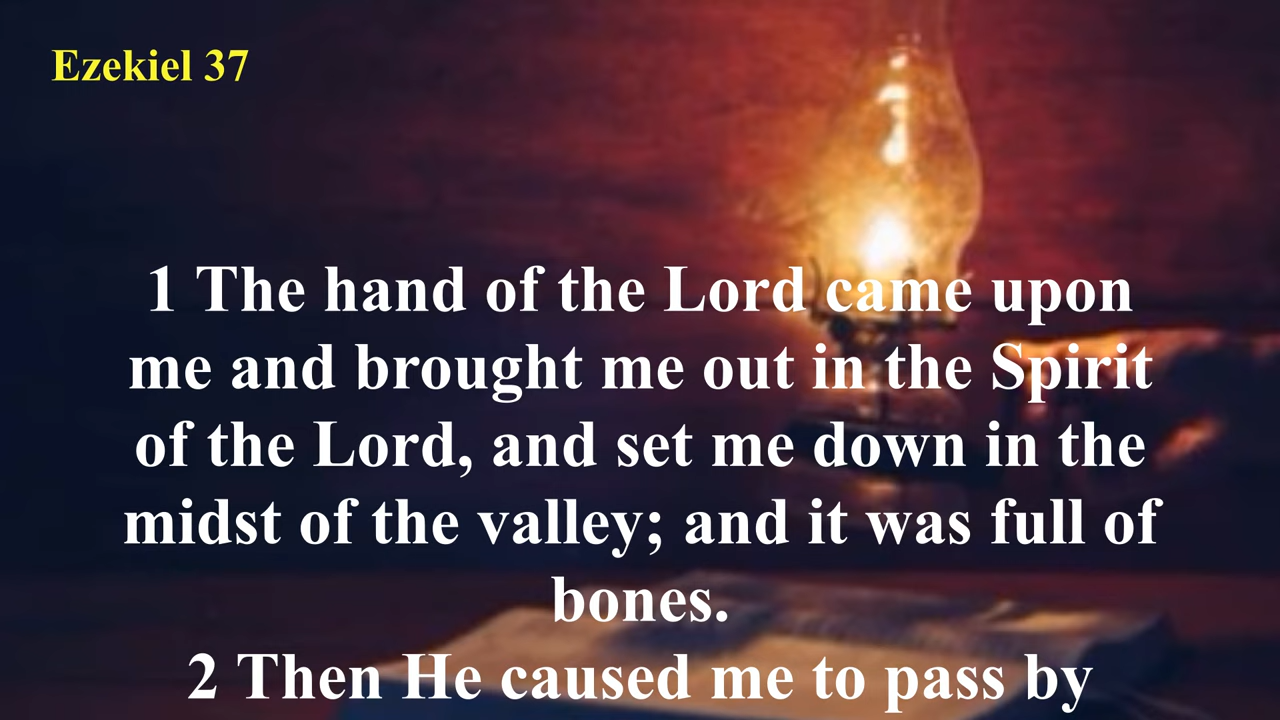 Ezekiel 37
1 The hand of the Lord came upon
me and brought me out in the Spirit
of the Lord, and set me down in the
midst of the valley; and it was full of
bones.
2 Then He caused me to pass by